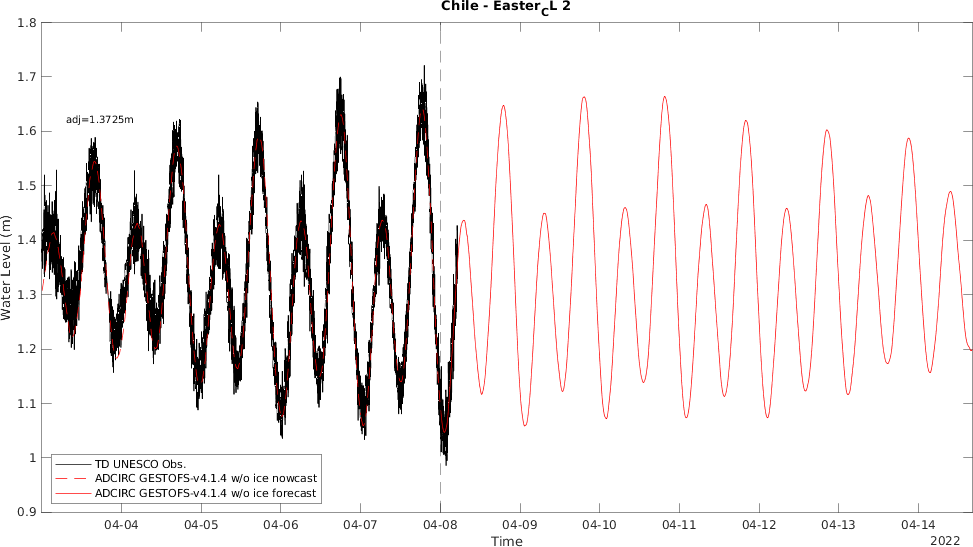 Chile - Easter_CL 2
1.8
1.7
1.6
1.5
1.4
1.3
1.2
1.1
1
0.9
Water Level (m)
adj=1.3725m
TD UNESCO Obs.
ADCIRC GESTOFS-v4.1.4 w/o ice nowcast
ADCIRC GESTOFS-v4.1.4 w/o ice forecast
04-04 04-05 04-06 04-07 04-08 04-09 04-10 04-11 04-12 04-13 04-14
Time
2022